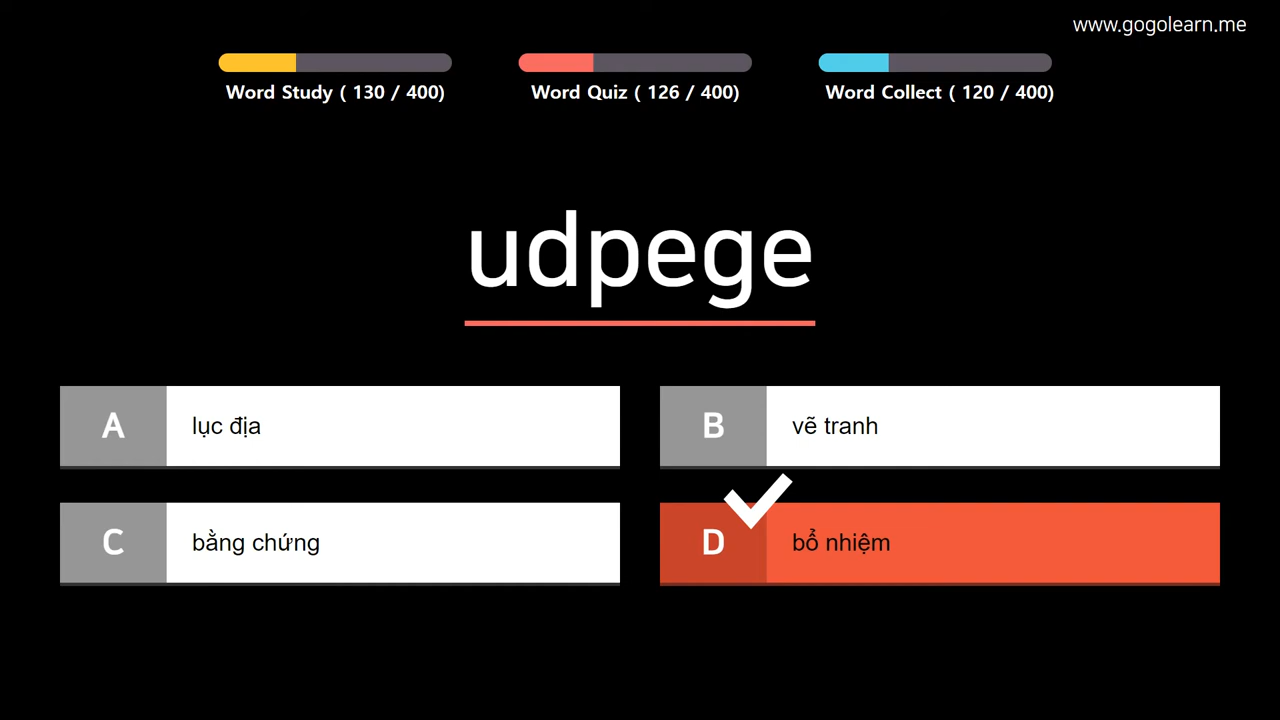 www.gogolearn.me
Word Study ( 130 / 400)
Word Quiz ( 126 / 400)
Word Collect ( 120 / 400)
udpege
A lục địa
B vẽ tranh
C bằng chứng
D bổ nhiệm